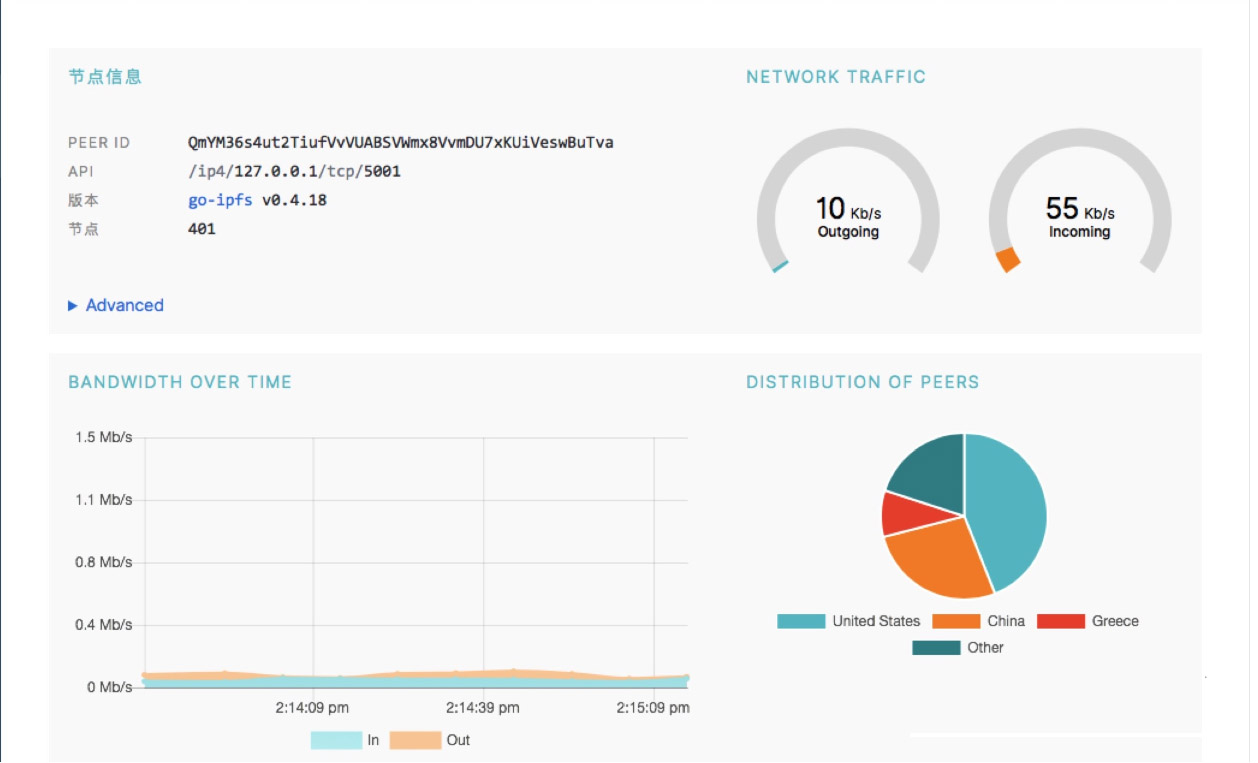 节点信息
PEER ID QmYM36s4ut2TiufVvVUABSVWmx8VvmDU7xKUiVeswBuTva
API /ip4/127.0.0.1/tcp/5001
版本 go-ipfs v0.4.18
节点 401
▶ Advanced
NETWORK TRAFFIC
10 Kb/s
Outgoing
55 Kb/s
Incoming
BANDWIDTH OVER TIME
1.5 Mb/s
1.1 Mb/s
0.8 Mb/s
0.4 Mb/s
0 Mb/s
2:14:09 pm 2:14:39 pm 2:15:09 pm
In Out
DISTRIBUTION OF PEERS
United States China Greece
Other